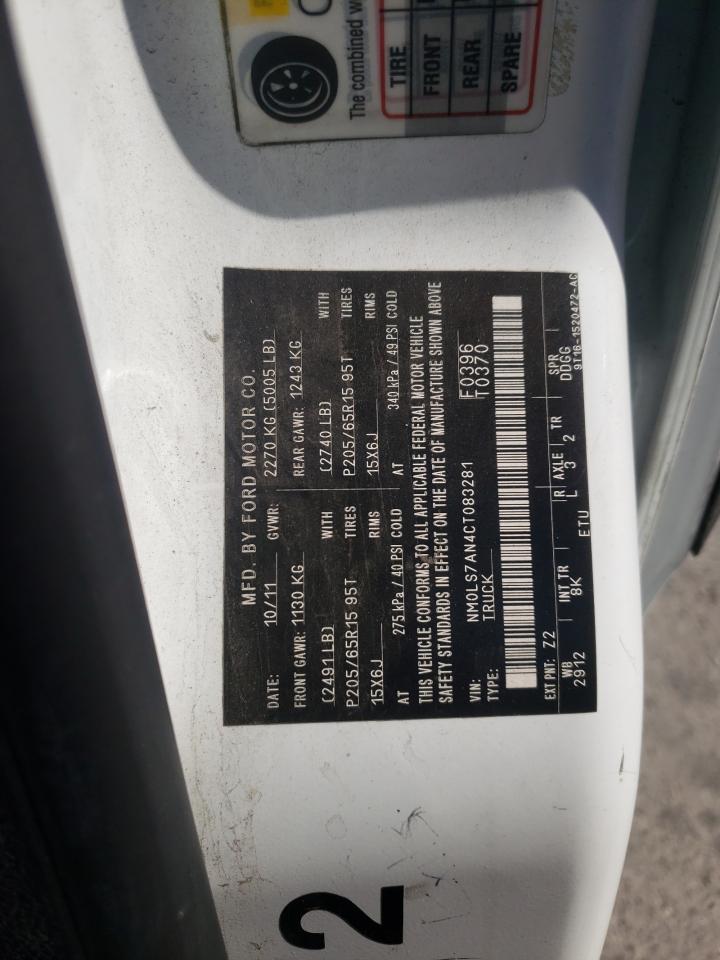 The combined w
TIRE
FRONT
REAR
SPARE
MFD. BY FORD MOTOR CO.
DATE: 10/11 GVWR: 2270 KG (5005 LB)
FRONT GAWR: 1130 KG REAR GAWR: 1243 KG
(2491LB) WITH (2740 LB) WITH
P205/65R15 95T TIRES P205/65R15 95T TIRES
15X6J RIMS 15X6J RIMS
AT 275 kPa / 40 PSI COLD AT 340 kPa / 49 PSI COLD
THIS VEHICLE CONFORMS TO ALL APPLICABLE FEDERAL MOTOR VEHICLE
SAFETY STANDARDS IN EFFECT ON THE DATE OF MANUFACTURE SHOWN ABOVE
VIN: NM0LS7AN4CT083281 F0396
TYPE: TRUCK T0370
EXT PNT: Z2
WB INT TR R AXLE TR SPR
2912 8K L 3 2 DDGG
ETU 9T16-1520472-AC
2